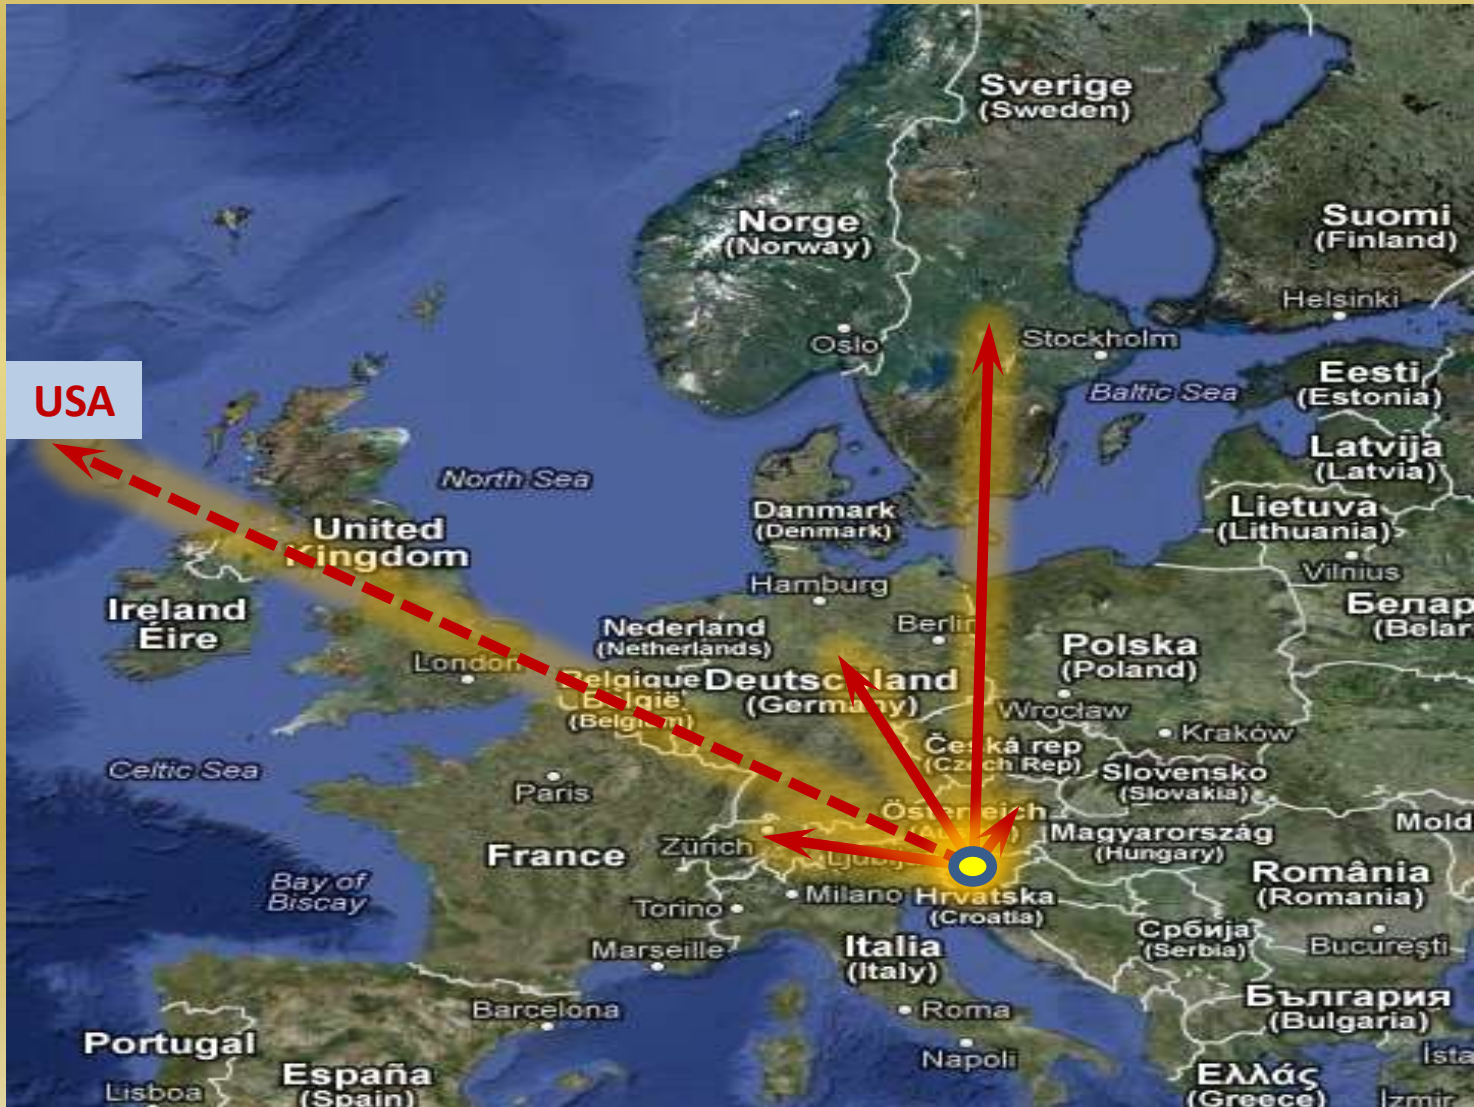 Sverige
(Sweden)
Norge
(Norway)
Suomi
(Finland)
Helsinki
Oslo
Stockholm
Baltic Sea
Eesti
(Estonia)
USA
Latvija
(Latvia)
North Sea
Danmark
(Denmark)
Lietuva
(Lithuania)
United
Kingdom
Vilnius
Hamburg
Ireland
Éire
Nederland
(Netherlands)
Berlin
Белар
(Belar
Polska
(Poland)
London
Belgique
België
(Belgium)
Deutschland
(Germany)
Wrocław
Kraków
Česká rep
(Czech Rep)
Celtic Sea
Slovensko
(Slovakia)
Paris
Österreich
Mold
Magyarország
(Hungary)
Zürich
France
Bay of
Biscay
România
(Romania)
Milano
Hrvatska
(Croatia)
Torino
Србија
(Serbia)
Bucureşti
Marseille
Italia
(Italy)
Barcelona
Roma
България
(Bulgaria)
Portugal
Napoli
İsta
España
(Spain)
Ελλάς
(Greece)
Lisboa
İzmir